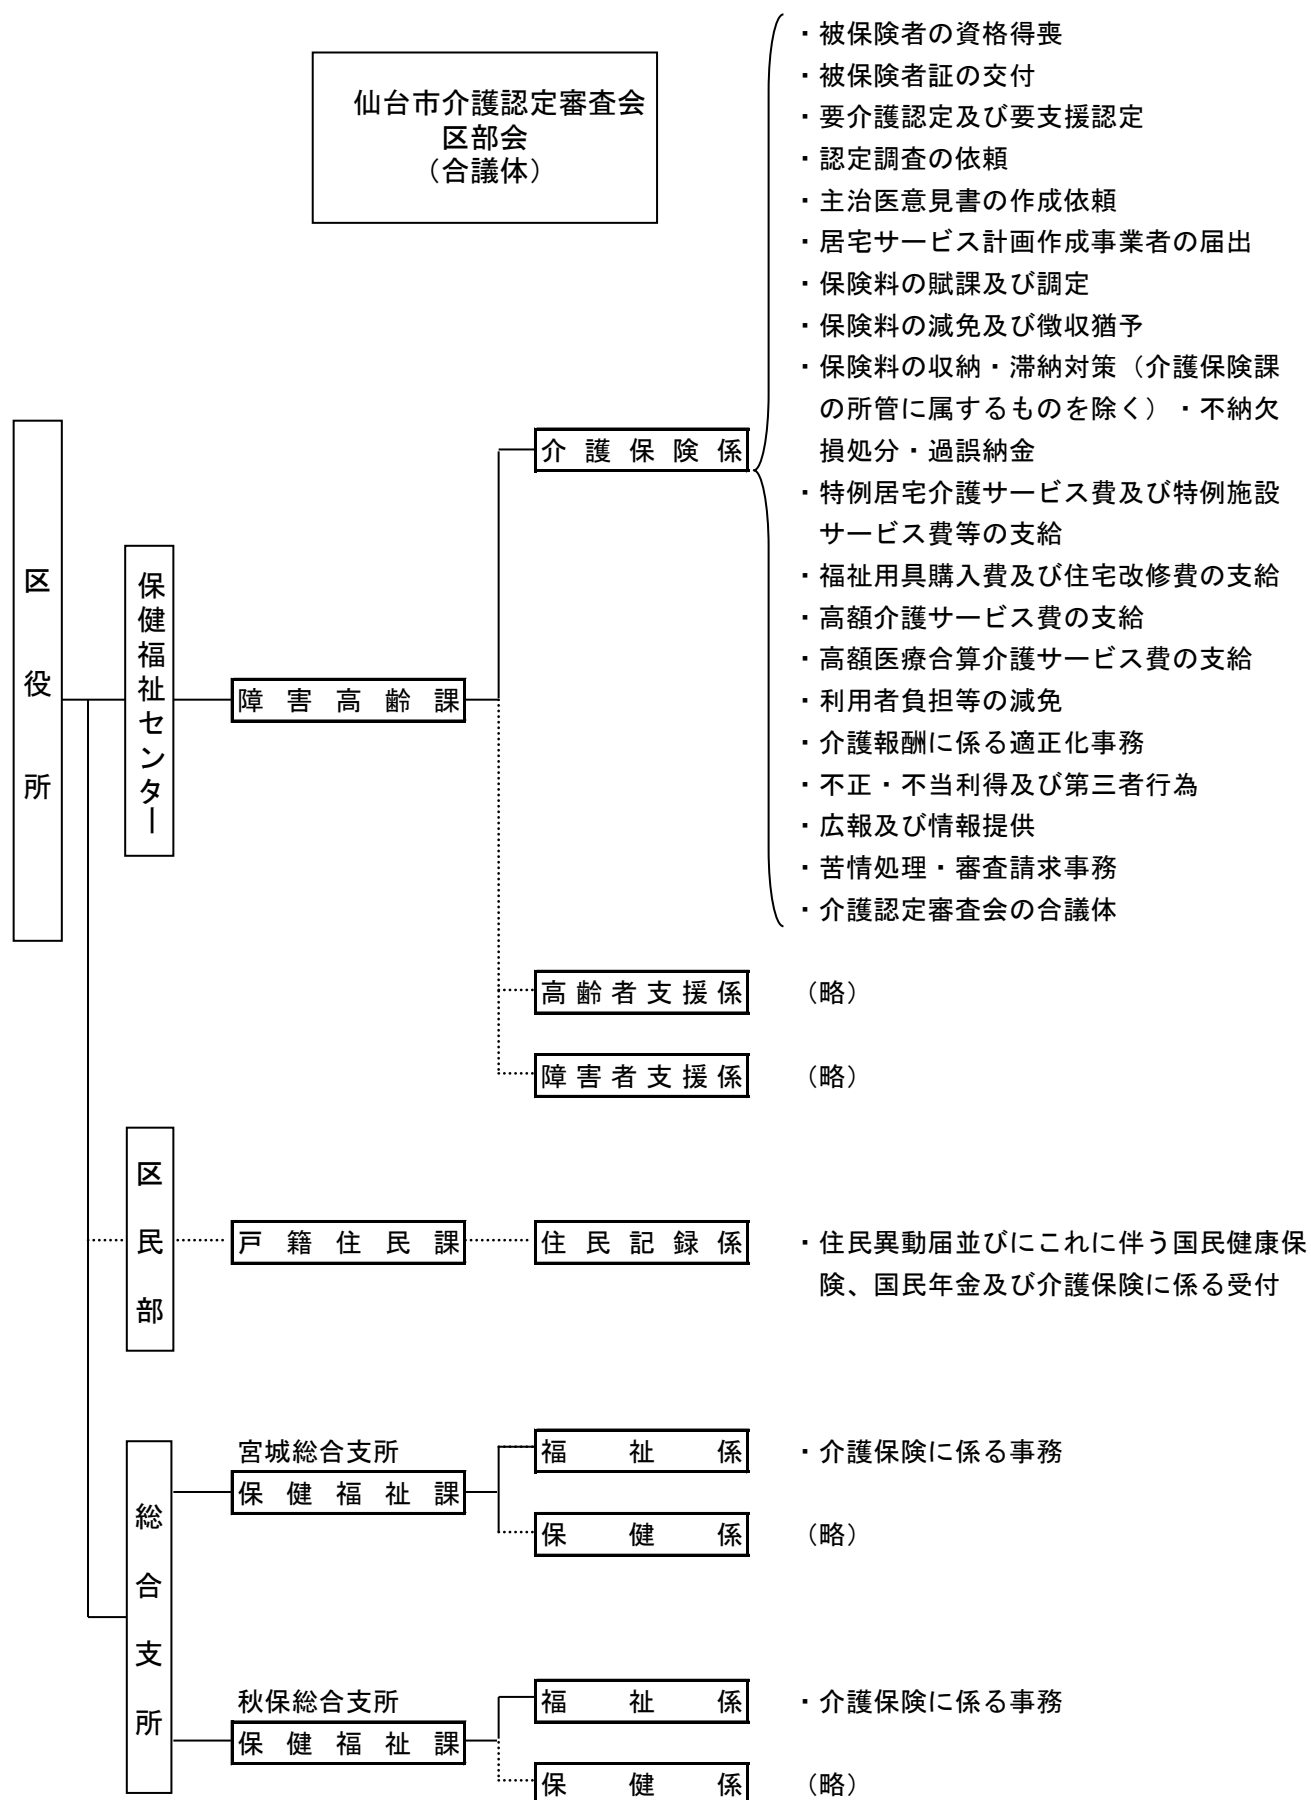 仙台市介護認定審査会
区部会
（合議体）
・被保険者の資格得喪
・被保険者証の交付
・要介護認定及び要支援認定
・認定調査の依頼
・主治医意見書の作成依頼
・居宅サービス計画作成事業者の届出
・保険料の賦課及び調定
・保険料の減免及び徴収猶予
・保険料の収納・滞納対策（介護保険課
の所管に属するものを除く）・不納欠
損処分・過誤納金
・特例居宅介護サービス費及び特例施設
サービス費等の支給
・福祉用具購入費及び住宅改修費の支給
・高額介護サービス費の支給
・高額医療合算介護サービス費の支給
・利用者負担等の減免
・介護報酬に係る適正化事務
・不正・不当利得及び第三者行為
・広報及び情報提供
・苦情処理・審査請求事務
・介護認定審査会の合議体
区役所
保健福祉センター
障害高齢課
介護保険係
高齢者支援係
（略）
障害者支援係
（略）
区民部
戸籍住民課
住民記録係
・住民異動届並びにこれに伴う国民健康保
険、国民年金及び介護保険に係る受付
総合支所
宮城総合支所
保健福祉課
福祉係
・介護保険に係る事務
保健係
（略）
秋保総合支所
保健福祉課
福祉係
・介護保険に係る事務
保健係
（略）